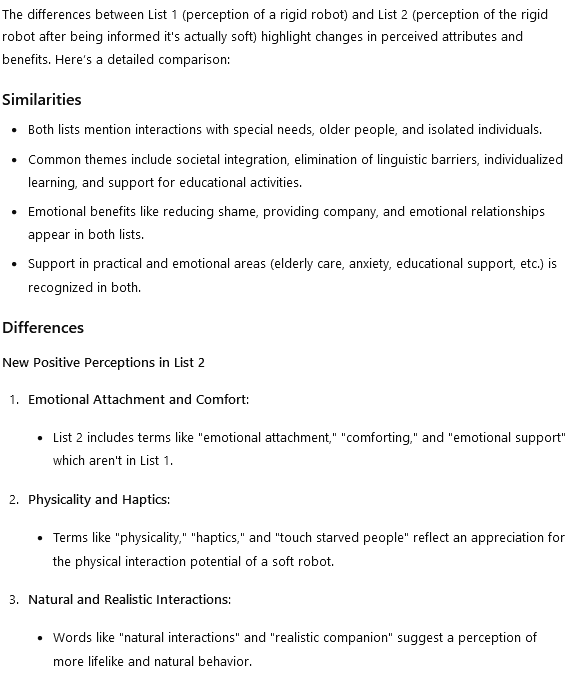 The differences between List 1 (perception of a rigid robot) and List 2 (perception of the rigid
robot after being informed it's actually soft) highlight changes in perceived attributes and
benefits. Here's a detailed comparison:
Similarities
• Both lists mention interactions with special needs, older people, and isolated individuals.
• Common themes include societal integration, elimination of linguistic barriers, individualized
learning, and support for educational activities.
• Emotional benefits like reducing shame, providing company, and emotional relationships
appear in both lists.
• Support in practical and emotional areas (elderly care, anxiety, educational support, etc.) is
recognized in both.
Differences
New Positive Perceptions in List 2
1. Emotional Attachment and Comfort:
• List 2 includes terms like "emotional attachment," "comforting," and "emotional support"
which aren't in List 1.
2. Physicality and Haptics:
• Terms like "physicality," "haptics," and "touch starved people" reflect an appreciation for
the physical interaction potential of a soft robot.
3. Natural and Realistic Interactions:
• Words like "natural interactions" and "realistic companion" suggest a perception of
more lifelike and natural behavior.